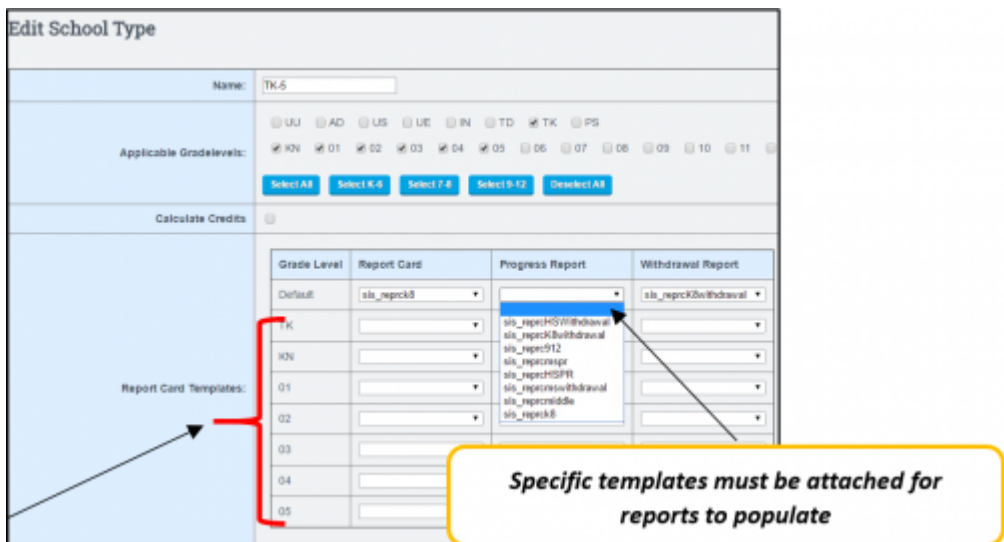 Edit School Type
Name: TK-5
UU AD US UE IN TD TK PS
Applicable Gradelevels: KN 01 02 03 04 05 06 07 08 09 10 11
Select All Select K-6 Select 7-8 Select 9-12 Deselect All
Calculate Credits
Grade Level Report Card Progress Report Withdrawal Report
Default sis_reprck8 sis_reprcK8withdrawal
TK
sis_reprcHSWithdrawal
sis_reprcK8withdrawal
KN
sis_reprc912
sis_reprcmspr
sis_reprcHSPR
Report Card Templates: 01
sis_reprcmswithdrawal
sis_reprcmiddle
02
sis_reprck8
03
04
05
Specific templates must be attached for
reports to populate